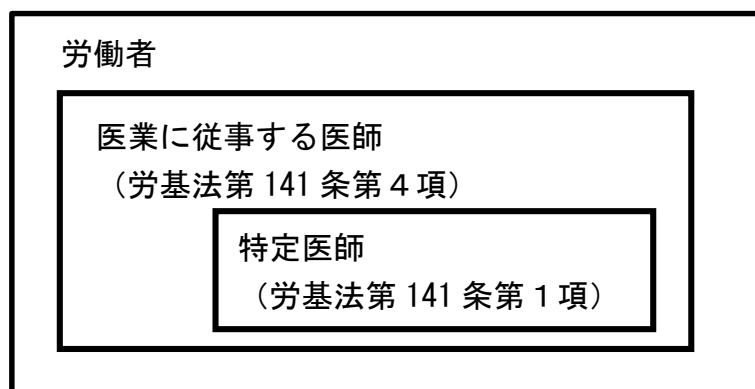 労働者
医業に従事する医師
（労基法第 141 条第４項）
特定医師
（労基法第 141 条第１項）